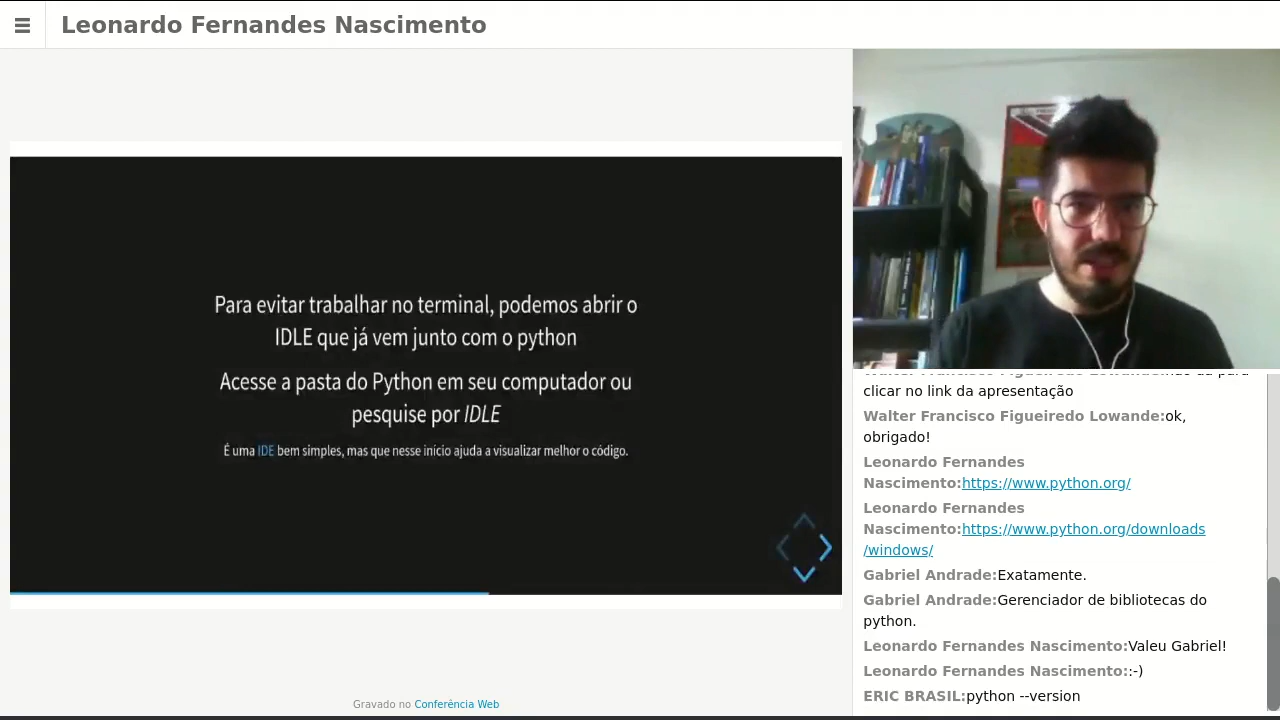 Leonardo Fernandes Nascimento
Para evitar trabalhar no terminal, podemos abrir o
IDLE que já vem junto com o python
Acesse a pasta do Python em seu computador ou
pesquise por IDLE
É uma IDE bem simples, mas que nesse início ajuda a visualizar melhor o código.
Gravado no Conferência Web
clicar no link da apresentação
Walter Francisco Figueiredo Lowande:ok,
obrigado!
Leonardo Fernandes
Nascimento:https://www.python.org/
Leonardo Fernandes
Nascimento:https://www.python.org/downloads
/windows/
Gabriel Andrade:Exatamente.
Gabriel Andrade:Gerenciador de bibliotecas do
python.
Leonardo Fernandes Nascimento:Valeu Gabriel!
Leonardo Fernandes Nascimento::-)
ERIC BRASIL:python --version